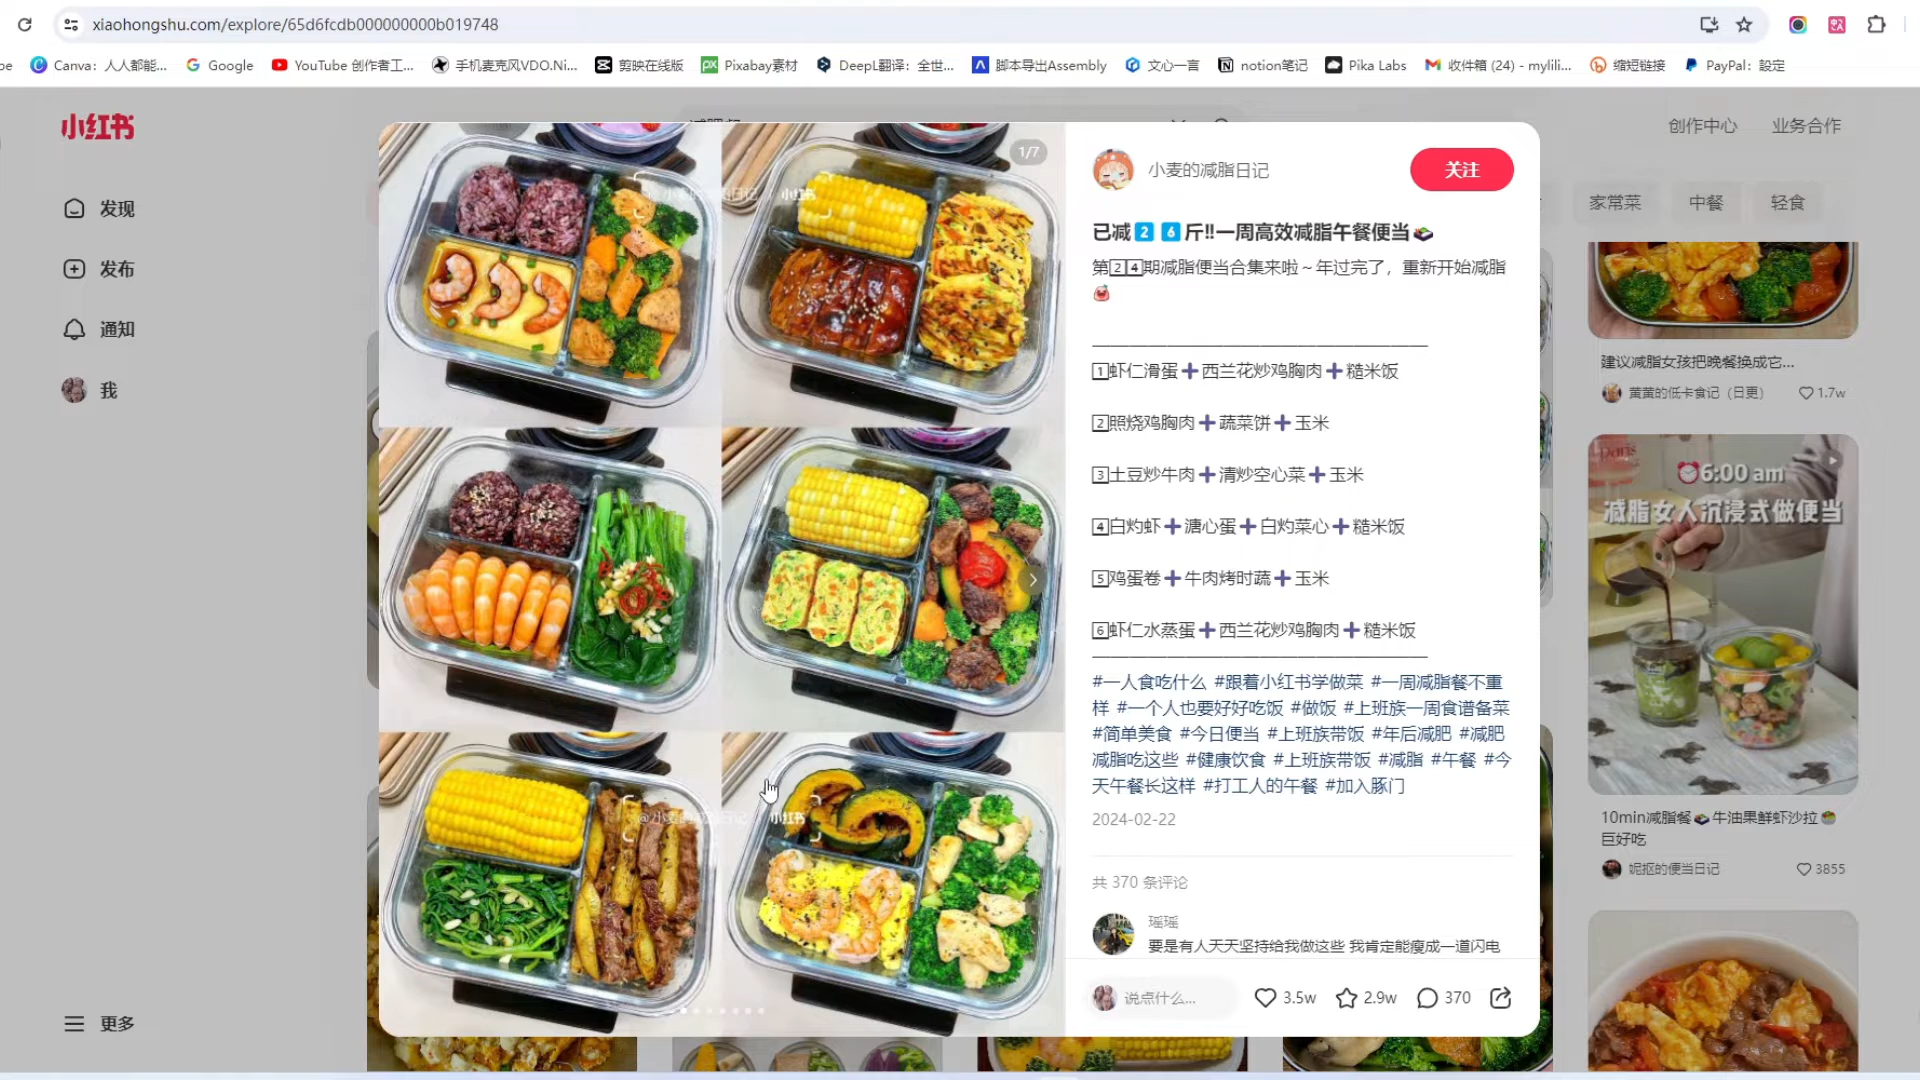 xiaohongshu.com/explore/65d6fcdb000000000b019748
Canva：人人都能... Google YouTube 创作者工... 手机麦克风VDO.Ni... 剪映在线版 Pixabay素材 DeepL翻译：全世... 脚本导出Assembly 文心一言 notion笔记 Pika Labs 收件箱 (24) - mylili... 缩短链接 PayPal：設定
小红书
创作中心 业务合作
发现
发布
通知
我
更多
1/7
小麦的减脂日记
关注
已减2️⃣6️⃣斤‼️一周高效减脂午餐便当🍱
第2️⃣4️⃣期减脂便当合集来啦～年过完了，重新开始减脂
1️⃣虾仁滑蛋➕西兰花炒鸡胸肉➕糙米饭
2️⃣照烧鸡胸肉➕蔬菜饼➕玉米
3️⃣土豆炒牛肉➕清炒空心菜➕玉米
4️⃣白灼虾➕溏心蛋➕白灼菜心➕糙米饭
5️⃣鸡蛋卷➕牛肉烤时蔬➕玉米
6️⃣虾仁水蒸蛋➕西兰花炒鸡胸肉➕糙米饭
#一人食吃什么 #跟着小红书学做菜 #一周减脂餐不重
样 #一个人也要好好吃饭 #做饭 #上班族一周食谱备菜
#简单美食 #今日便当 #上班族带饭 #年后减肥 #减肥
减脂吃这些 #健康饮食 #上班族带饭 #减脂 #午餐 #今
天午餐长这样 #打工人的午餐 #加入豚门
2024-02-22
共 370 条评论
瑶瑶
要是有人天天坚持给我做这些 我肯定能瘦成一道闪电
说点什么...
3.5w 2.9w 370
家常菜 中餐 轻食
建议减脂女孩把晚餐换成它...
黄黄的低卡食记（日更） 1.7w
6:00 am
减脂女人沉浸式做便当
10min减脂餐🍱牛油果鲜虾沙拉🥗
巨好吃
妮抠的便当日记 3855